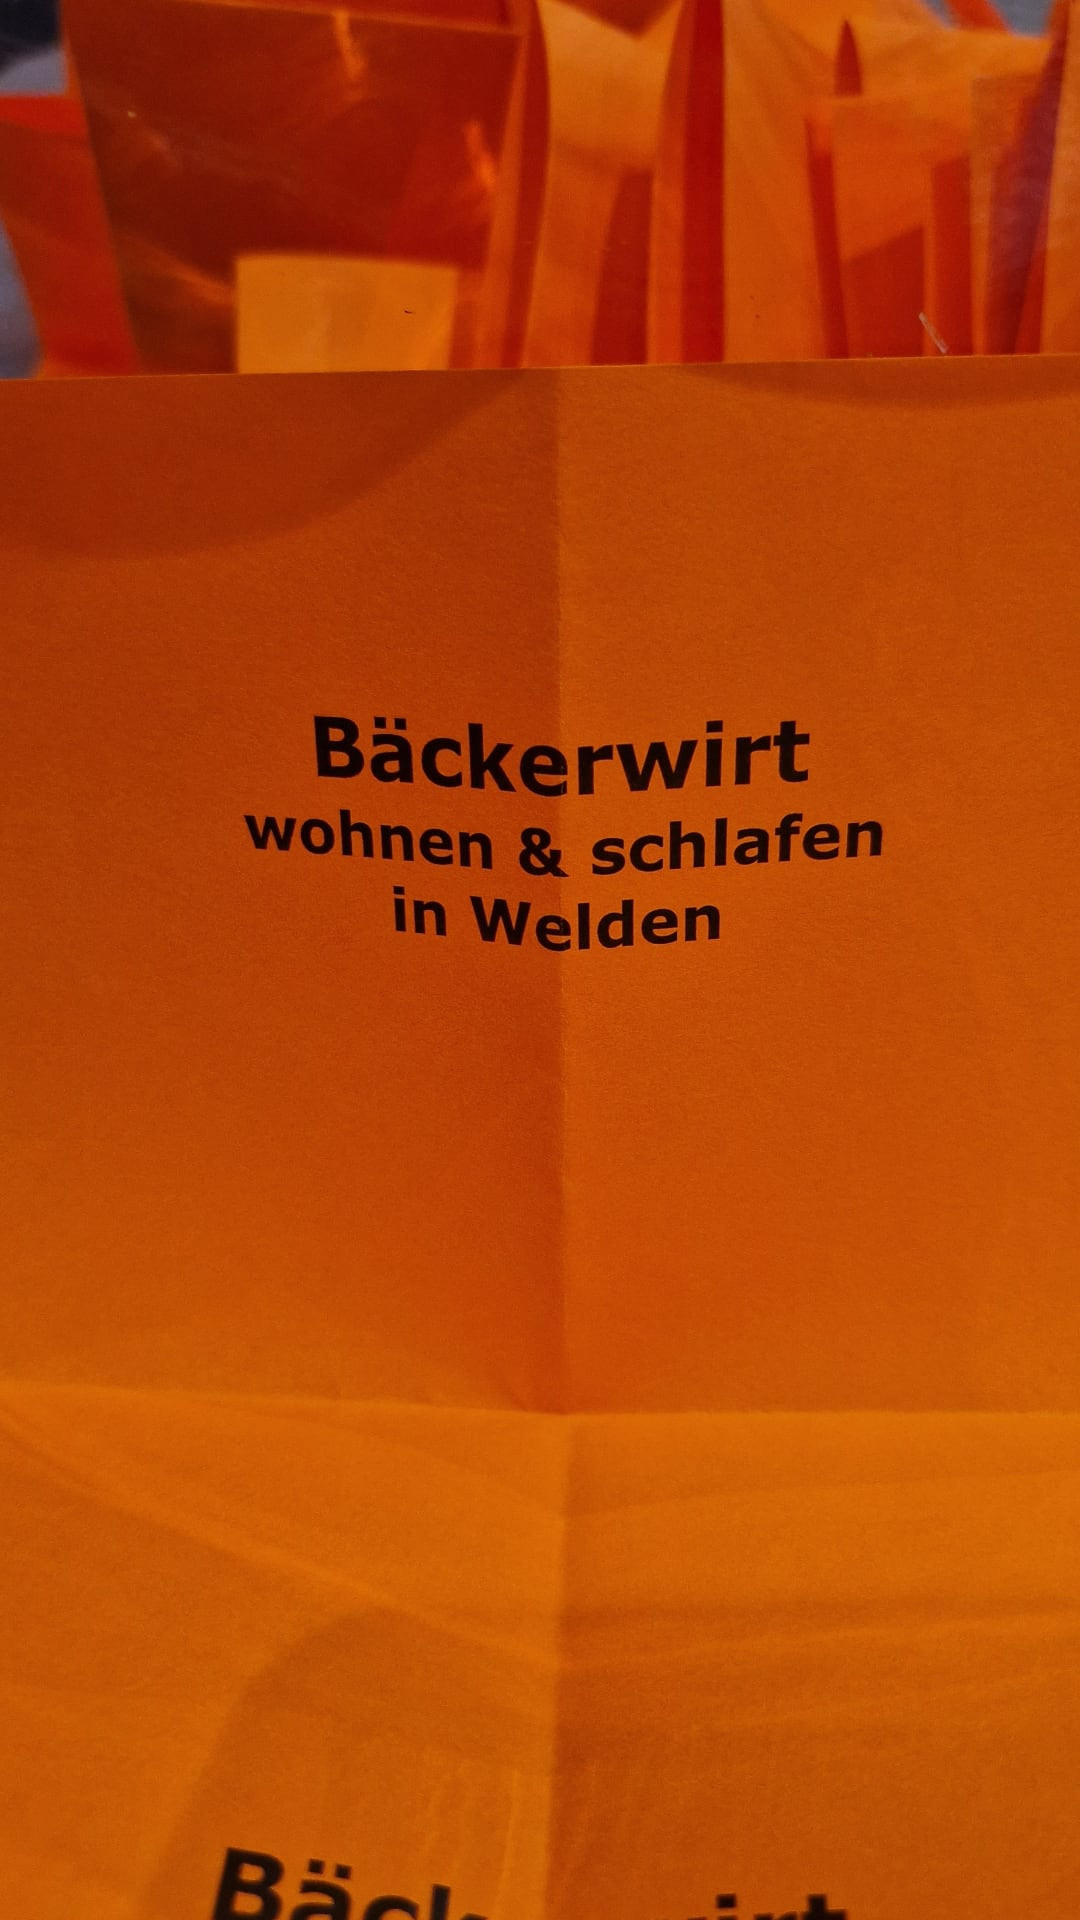 Bäckerwirt
wohnen & schlafen
in Welden